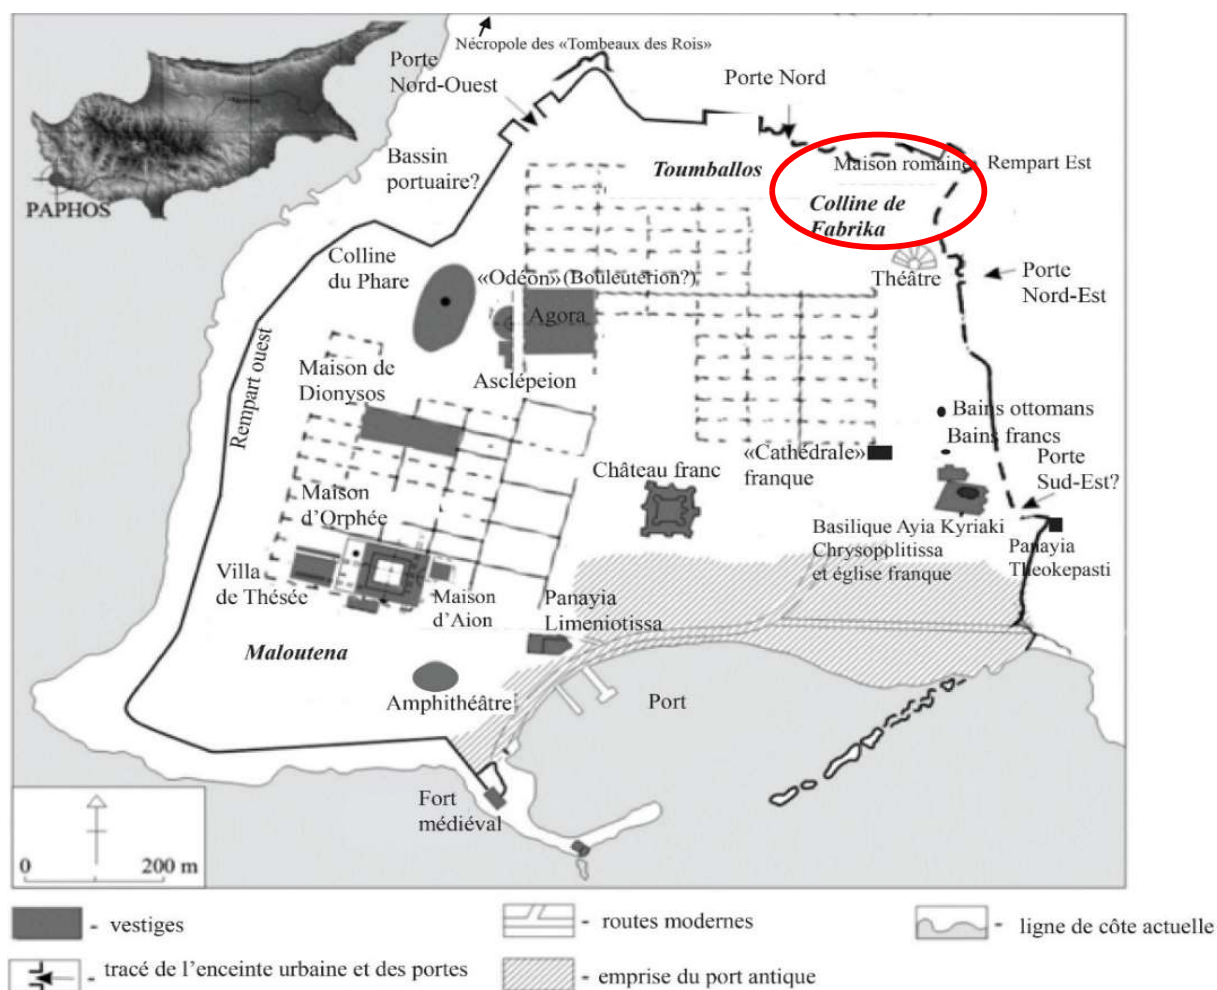 Nécropole des «Tombeaux des Rois»
Porte
Nord-Ouest
Porte Nord
Bassin
portuaire?
Toumballos
Maison romaine
Rempart Est
PAPHOS
Colline de
Fabrika
Colline
du Phare
«Odéon» (Bouleuterion?)
Théâtre
Porte
Nord-Est
Agora
Rempart ouest
Maison de
Dionysos
Asclépeion
Bains ottomans
Bains francs
«Cathédrale»
franque
Château franc
Porte
Sud-Est?
Maison
d'Orphée
Basilique Ayia Kyriaki
Chrysopolitissa
et église franque
Panayia
Theokepasti
Villa
de Thésée
Maison
d'Aion
Panayia
Limeniotissa
Maloutena
Amphithéâtre
Port
Fort
médiéval
0 200 m
- vestiges
- routes modernes
- ligne de côte actuelle
- tracé de l'enceinte urbaine et des portes
- emprise du port antique